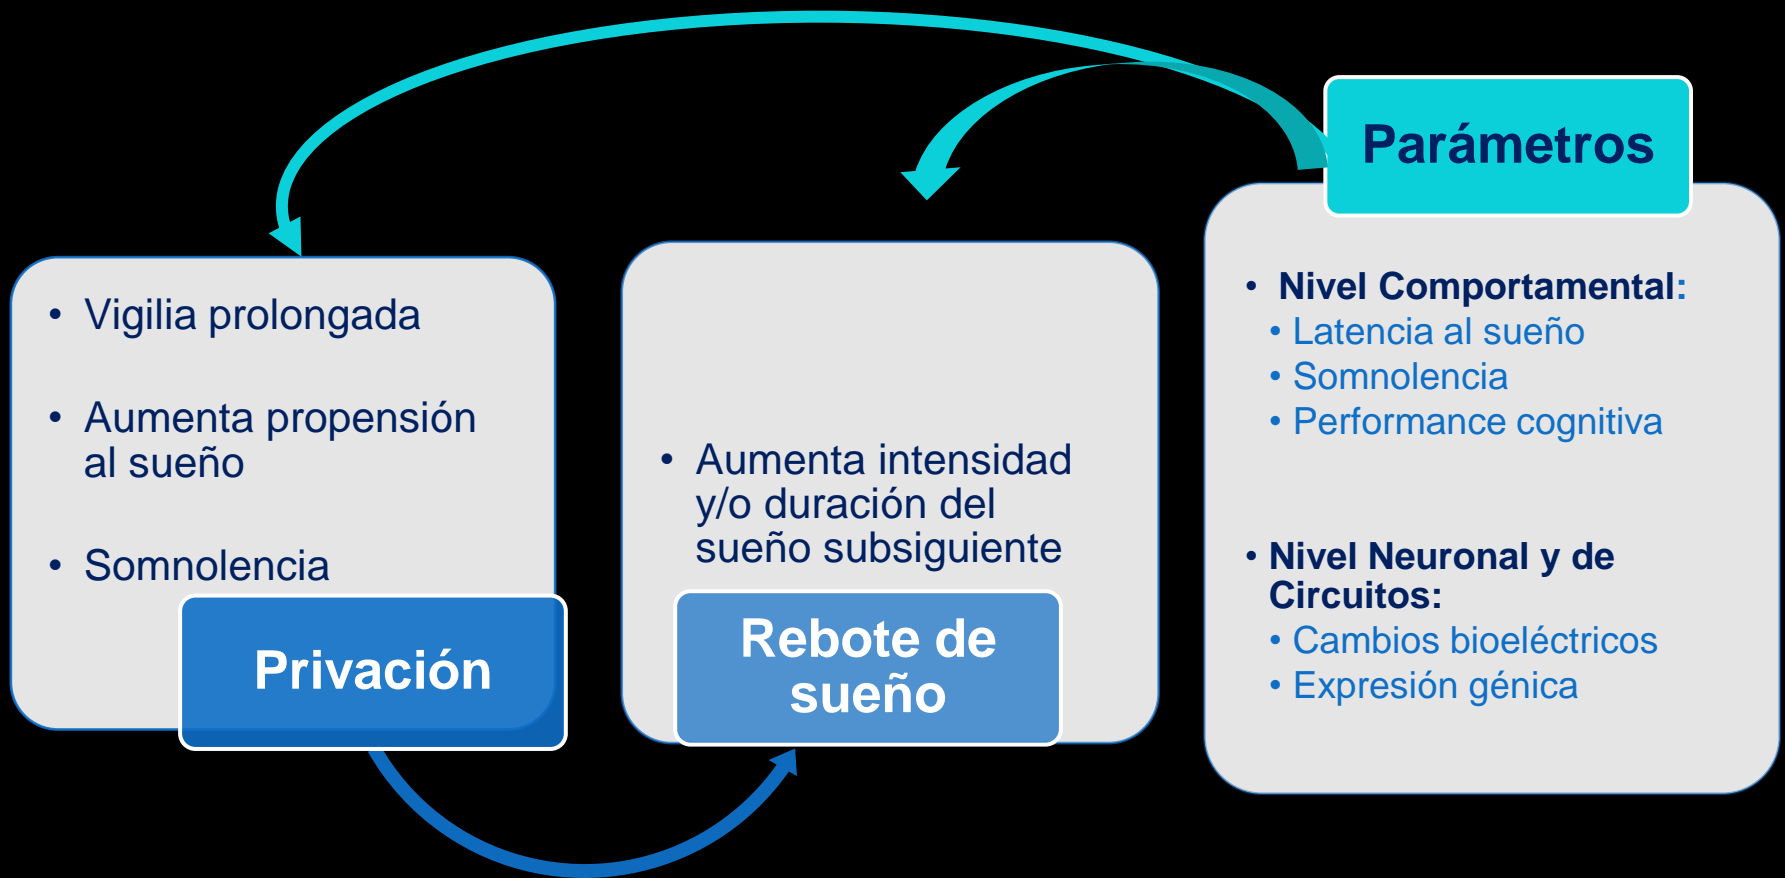 • Vigilia prolongada
• Aumenta propensión
al sueño
• Somnolencia
Privación
• Aumenta intensidad
y/o duración del
sueño subsiguiente
Rebote de
sueño
Parámetros
• Nivel Comportamental:
• Latencia al sueño
• Somnolencia
• Performance cognitiva
• Nivel Neuronal y de
Circuitos:
• Cambios bioeléctricos
• Expresión génica